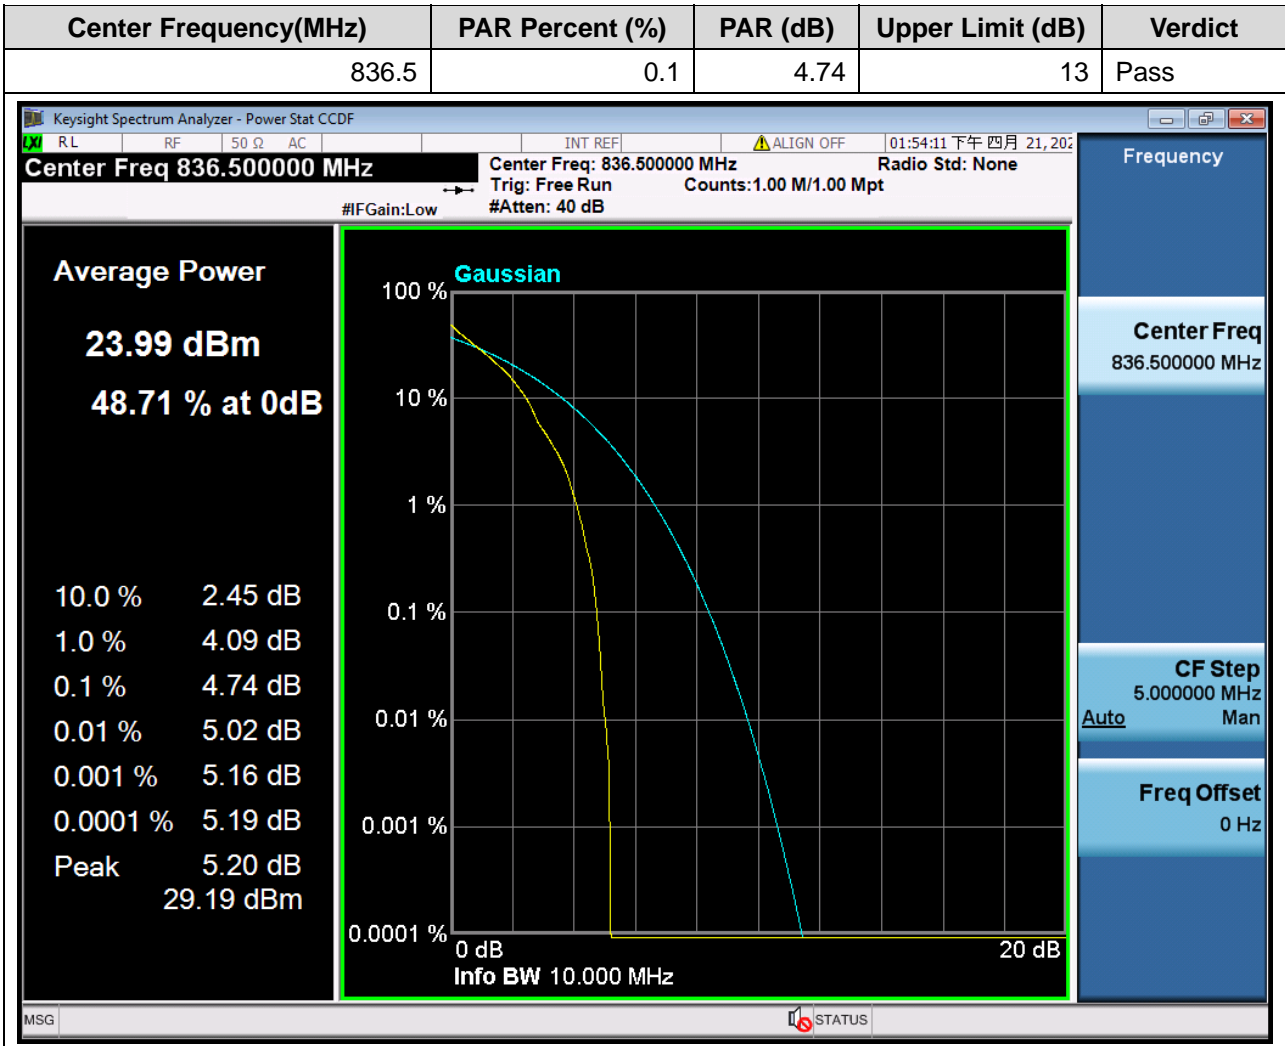 Center Frequency(MHz) PAR Percent (%) PAR (dB) Upper Limit (dB) Verdict
836.5 0.1 4.74 13 Pass
Keysight Spectrum Analyzer - Power Stat CCDF
LXI RL RF 50 Ω AC INT REF ALIGN OFF 01:54:11 下午 四月 21, 202
Center Freq 836.500000 MHz
#IFGain:Low
Center Freq: 836.500000 MHz Radio Std: None
Trig: Free Run Counts:1.00 M/1.00 Mpt
#Atten: 40 dB
Average Power
23.99 dBm
48.71 % at 0dB
10.0 % 2.45 dB
1.0 % 4.09 dB
0.1 % 4.74 dB
0.01 % 5.02 dB
0.001 % 5.16 dB
0.0001 % 5.19 dB
Peak 5.20 dB
29.19 dBm
Gaussian
100 %
10 %
1 %
0.1 %
0.01 %
0.001 %
0.0001 %
0 dB 20 dB
Info BW 10.000 MHz
Frequency
Center Freq
836.500000 MHz
CF Step
5.000000 MHz
Auto Man
Freq Offset
0 Hz
MSG STATUS